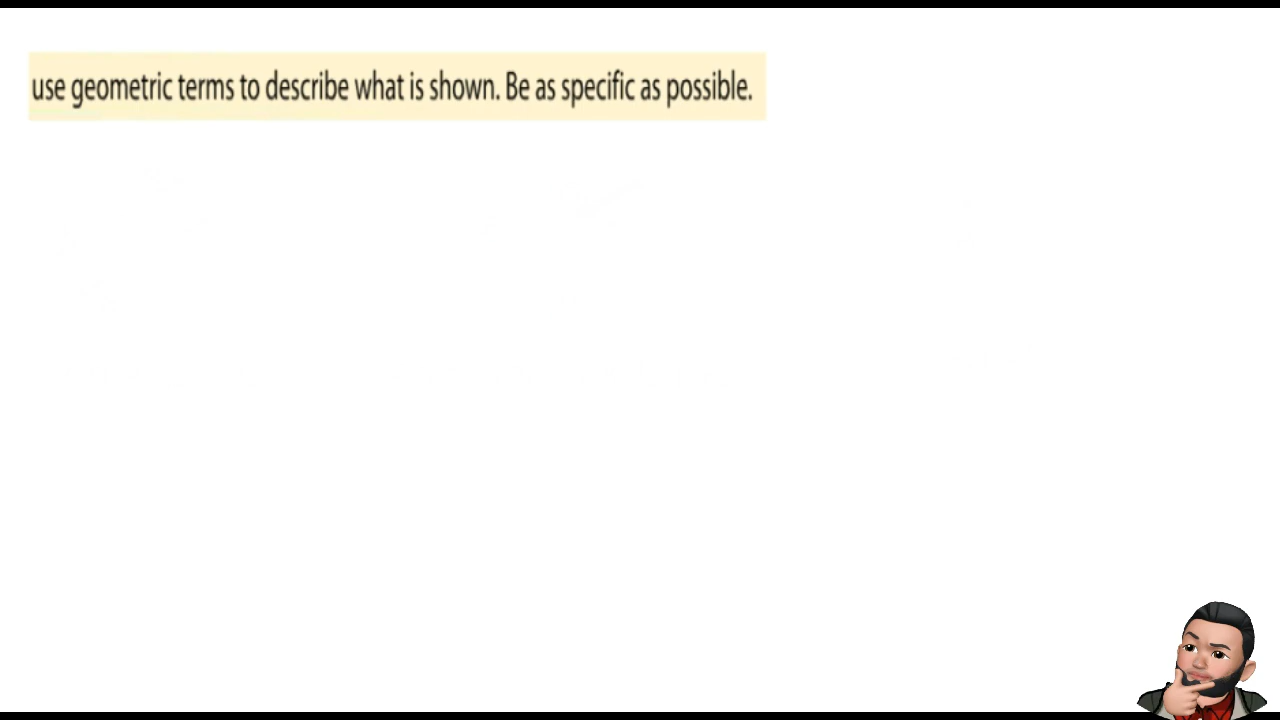 use geometric terms to describe what is shown. Be as specific as possible.